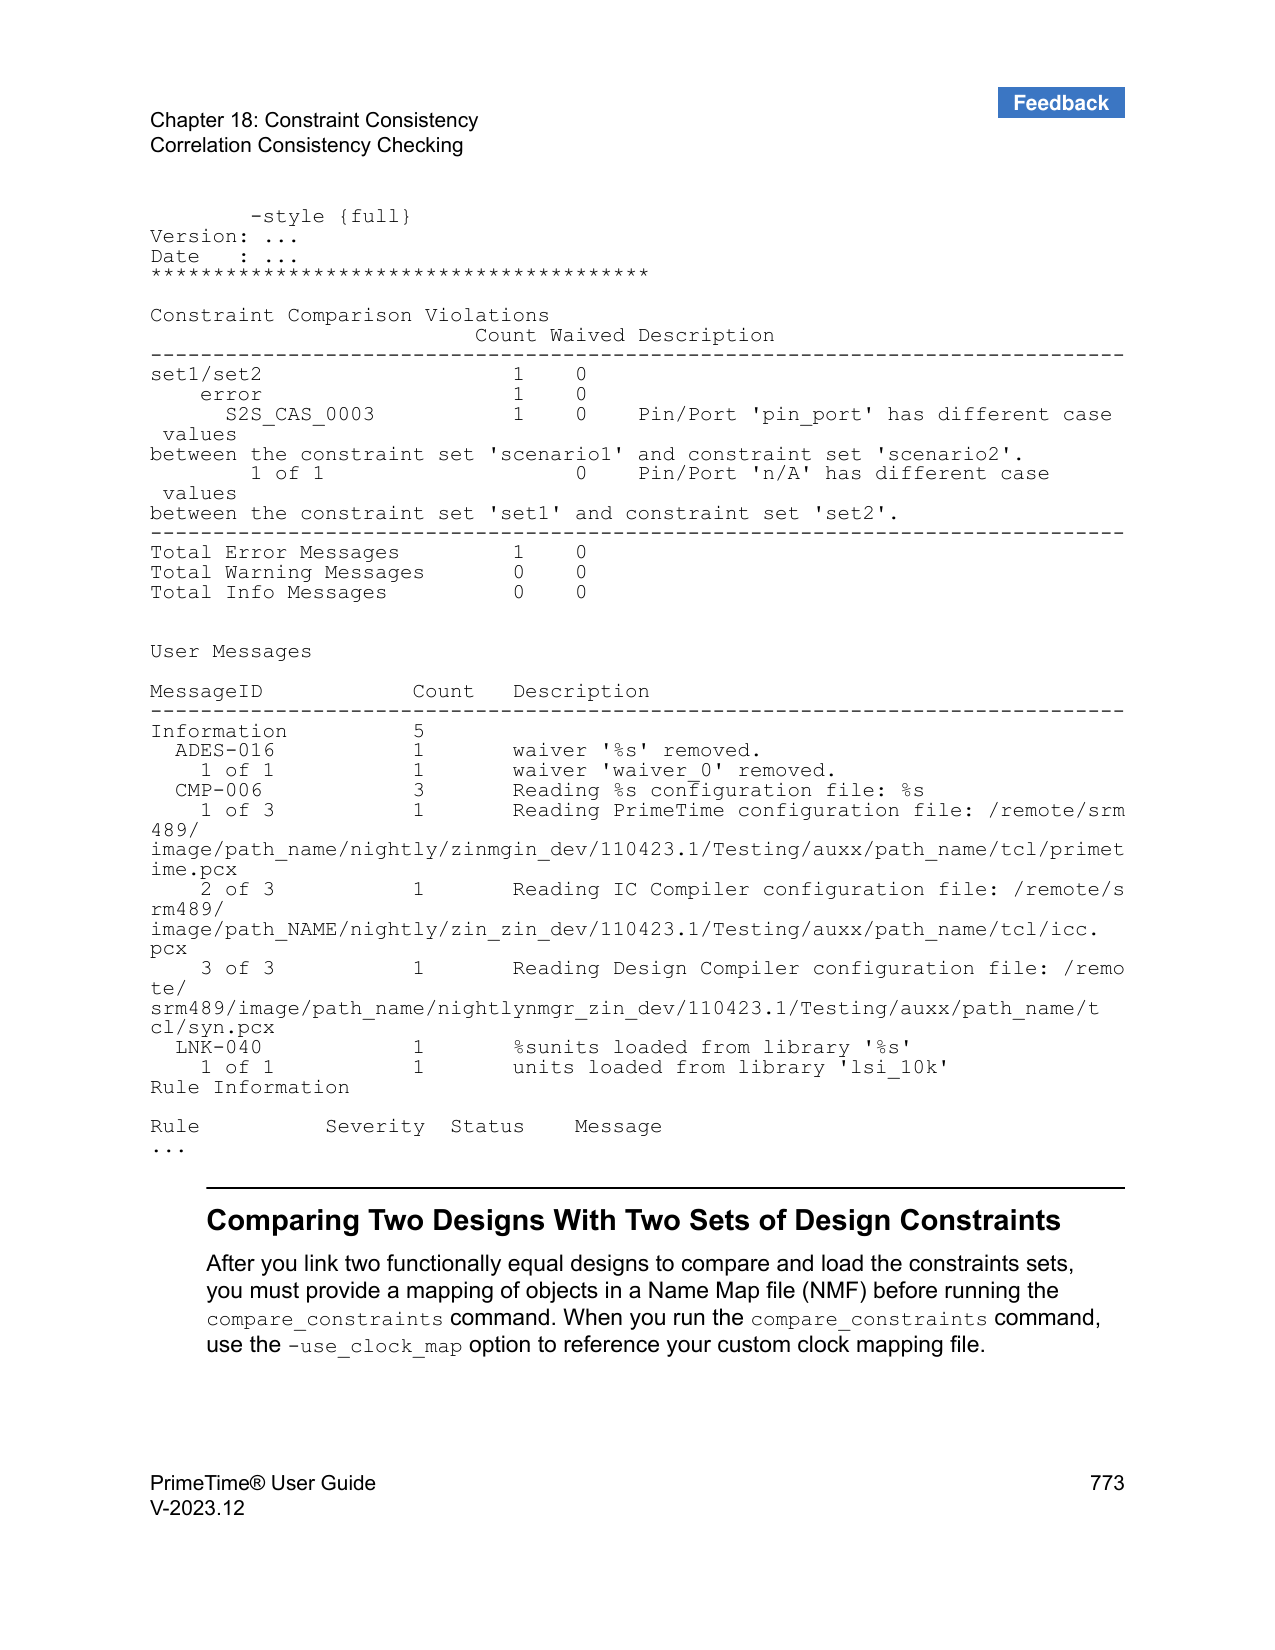 Feedback
Chapter 18: Constraint Consistency
Correlation Consistency Checking
        -style {full}
Version: ...
Date   : ...
****************************************
Constraint Comparison Violations
                          Count Waived Description
------------------------------------------------------------------------------
set1/set2                    1    0
    error                    1    0
      S2S_CAS_0003           1    0    Pin/Port 'pin_port' has different case
 values
between the constraint set 'scenario1' and constraint set 'scenario2'.
        1 of 1                    0    Pin/Port 'n/A' has different case
 values
between the constraint set 'set1' and constraint set 'set2'.
------------------------------------------------------------------------------
Total Error Messages         1    0
Total Warning Messages       0    0
Total Info Messages          0    0
User Messages
MessageID            Count   Description
------------------------------------------------------------------------------
Information          5
  ADES-016           1       waiver '%s' removed.
    1 of 1           1       waiver 'waiver_0' removed.
  CMP-006            3       Reading %s configuration file: %s
    1 of 3           1       Reading PrimeTime configuration file: /remote/srm
489/
image/path_name/nightly/zinmgin_dev/110423.1/Testing/auxx/path_name/tcl/primet
ime.pcx
    2 of 3           1       Reading IC Compiler configuration file: /remote/s
rm489/
image/path_NAME/nightly/zin_zin_dev/110423.1/Testing/auxx/path_name/tcl/icc.
pcx
    3 of 3           1       Reading Design Compiler configuration file: /remo
te/
srm489/image/path_name/nightlynmgr_zin_dev/110423.1/Testing/auxx/path_name/t
cl/syn.pcx
  LNK-040            1       %sunits loaded from library '%s'
    1 of 1           1       units loaded from library 'lsi_10k'
Rule Information
Rule          Severity  Status    Message
...
Comparing Two Designs With Two Sets of Design Constraints
After you link two functionally equal designs to compare and load the constraints sets,
you must provide a mapping of objects in a Name Map file (NMF) before running the
compare_constraints command. When you run the compare_constraints command,
use the -use_clock_map option to reference your custom clock mapping file.
PrimeTime® User Guide 773
V-2023.12